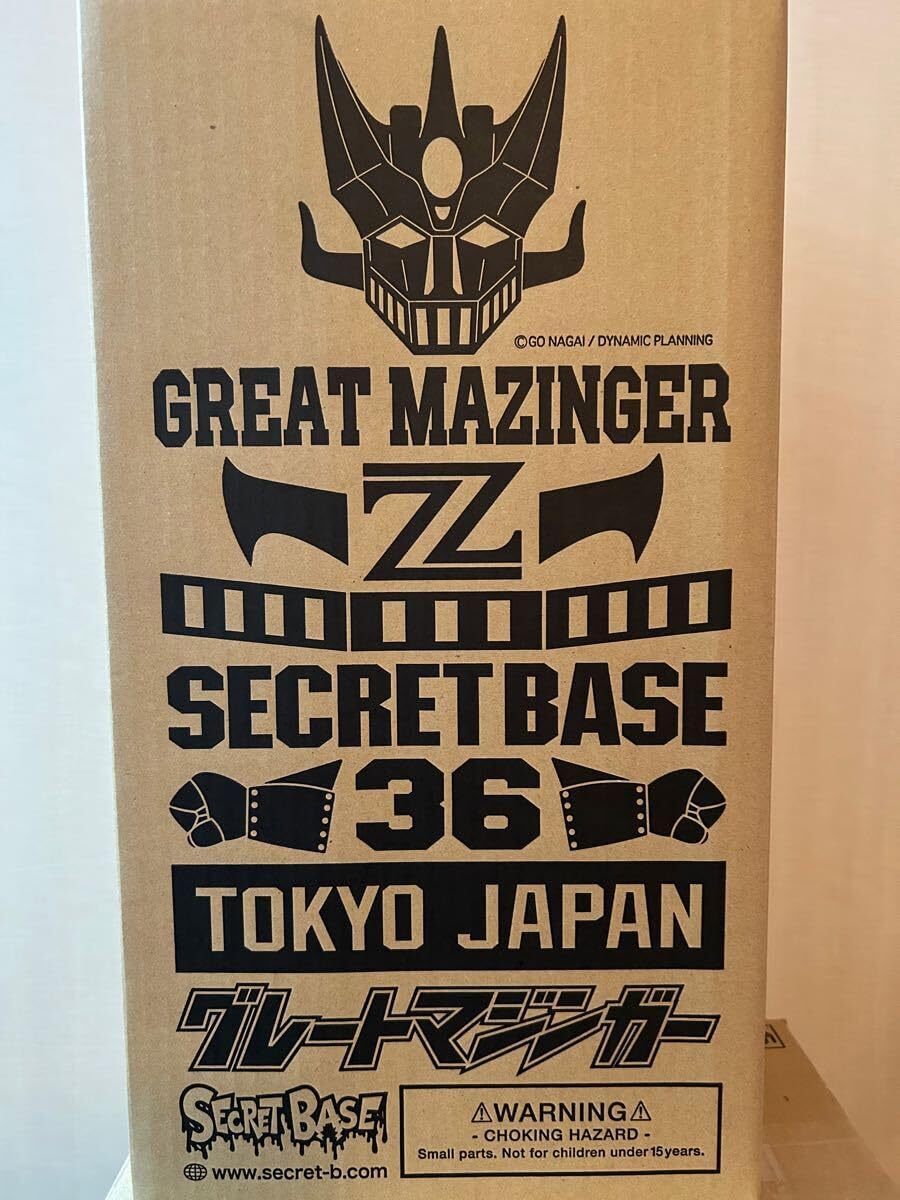 ©GO NAGAI / DYNAMIC PLANNING
GREAT MAZINGER
Z
SECRET BASE
36
TOKYO JAPAN
グレートマジンガー
SECRET BASE
www.secret-b.com
⚠WARNING⚠
- CHOKING HAZARD -
Small parts. Not for children under 15years.